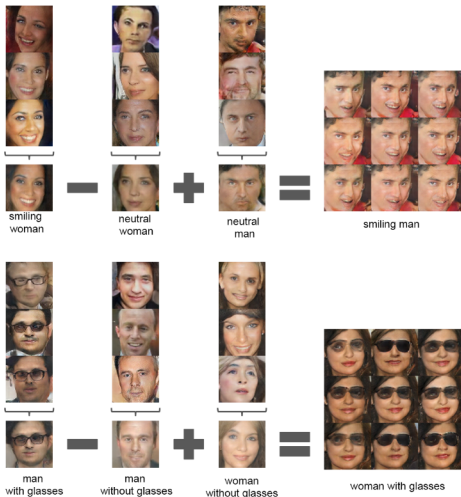 smiling
woman
neutral
woman
neutral
man
smiling man
man
with glasses
man
without glasses
woman
without glasses
woman with glasses